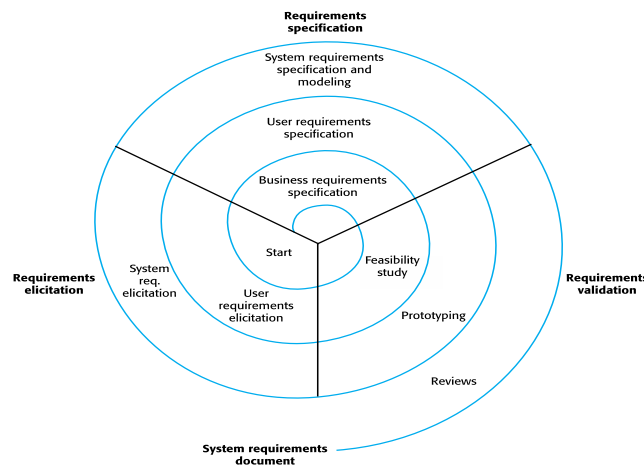 Requirements
specification
System requirements
specification and
modeling
User requirements
specification
Business requirements
specification
Start
Feasibility
study
Requirements
elicitation
System
req.
elicitation
User
requirements
elicitation
Requirements
validation
Prototyping
Reviews
System requirements
document